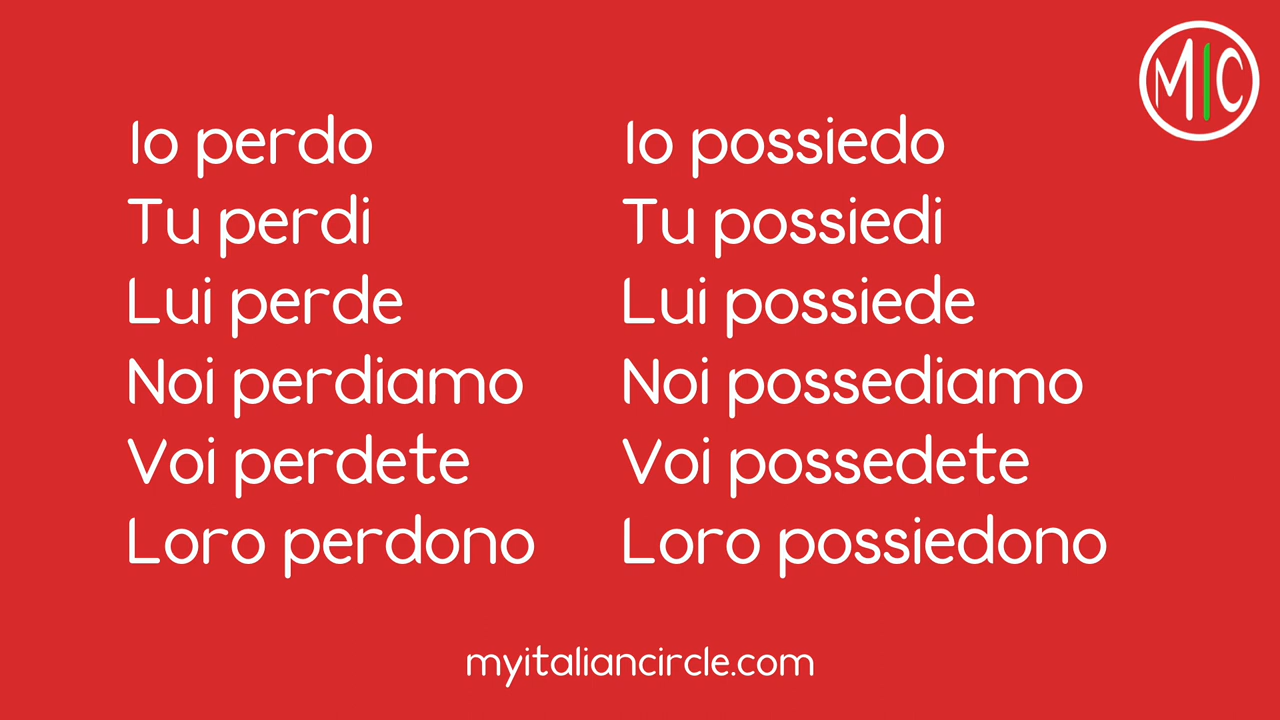 MIC
Io perdo
Tu perdi
Lui perde
Noi perdiamo
Voi perdete
Loro perdono
Io possiedo
Tu possiedi
Lui possiede
Noi possediamo
Voi possedete
Loro possiedono
myitaliancircle.com